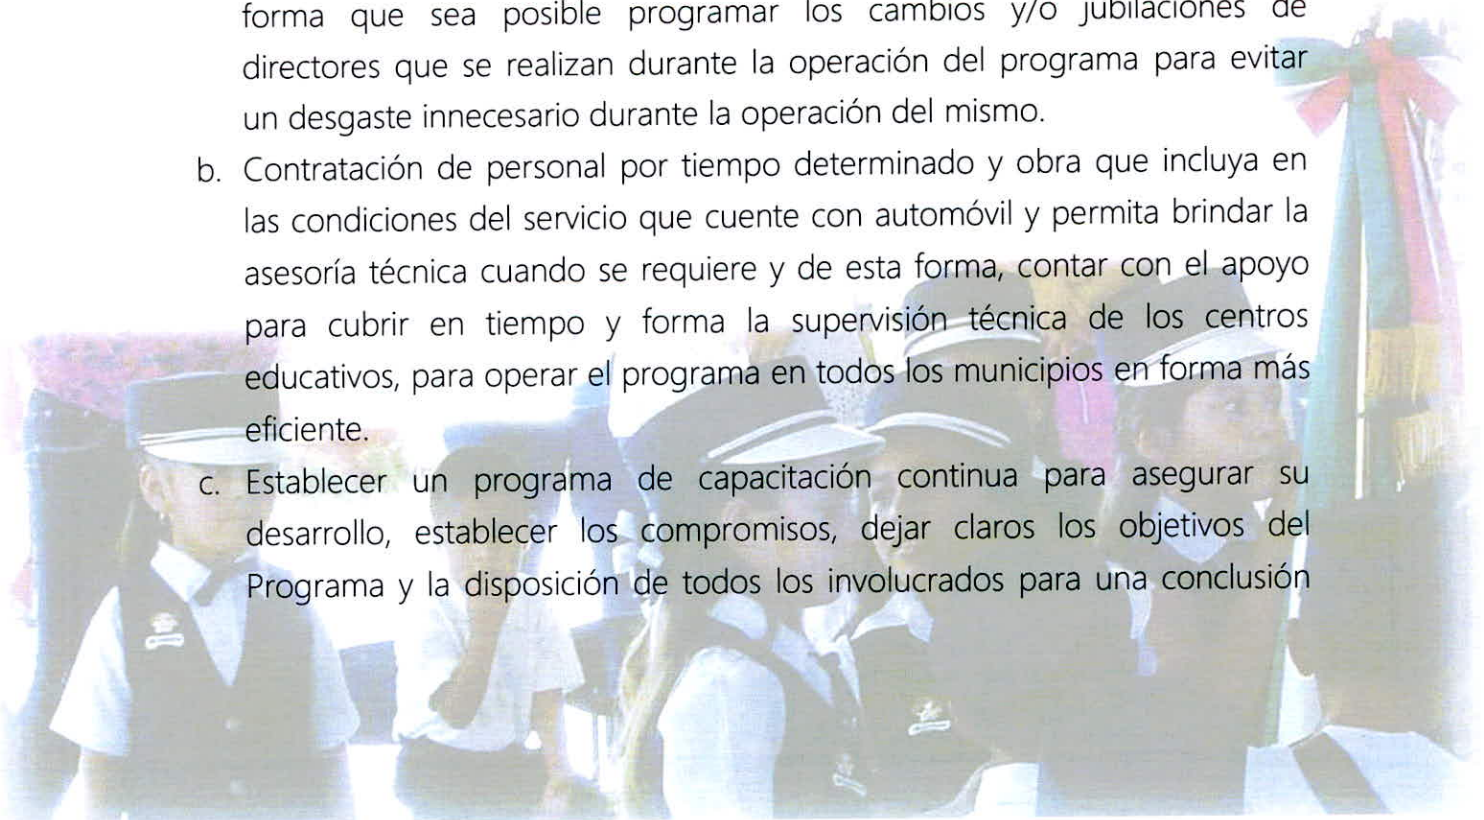 forma que sea posible programar los cambios y/o jubilaciones de
directores que se realizan durante la operación del programa para evitar
un desgaste innecesario durante la operación del mismo.
b. Contratación de personal por tiempo determinado y obra que incluya en
las condiciones del servicio que cuente con automóvil y permita brindar la
asesoría técnica cuando se requiere y de esta forma, contar con el apoyo
para cubrir en tiempo y forma la supervisión técnica de los centros
educativos, para operar el programa en todos los municipios en forma más
eficiente.
c. Establecer un programa de capacitación continua para asegurar su
desarrollo, establecer los compromisos, dejar claros los objetivos del
Programa y la disposición de todos los involucrados para una conclusión